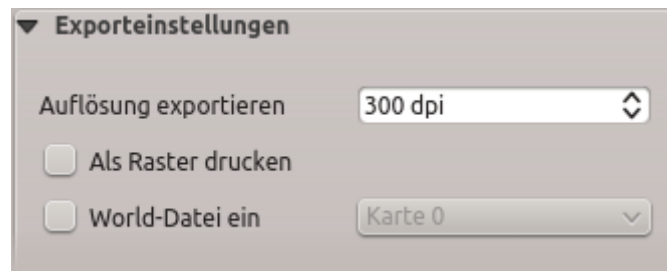 Exporteinstellungen
Auflösung exportieren 300 dpi
Als Raster drucken
World-Datei ein Karte 0